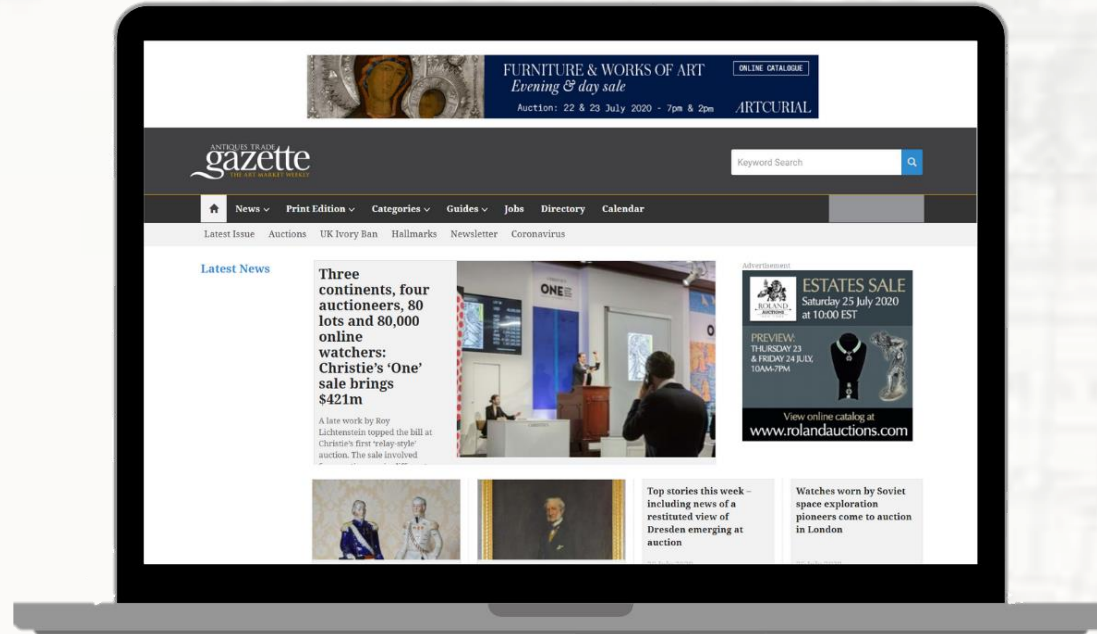 FURNITURE & WORKS OF ART
Evening & day sale
Auction: 22 & 23 July 2020 - 7pm & 2pm
ONLINE CATALOGUE
ARTCURIAL
ANTIQUES TRADE
gazette
THE ART MARKET WEEKLY
Keyword Search
News Print Edition Categories Guides Jobs Directory Calendar
Latest Issue Auctions UK Ivory Ban Hallmarks Newsletter Coronavirus
Latest News
Three
continents, four
auctioneers, 80
lots and 80,000
online
watchers:
Christie's 'One'
sale brings
$421m
A late work by Roy
Lichtenstein topped the bill at
Christie's first 'relay-style'
auction. The sale involved
ONE
Advertisement
ROLAND
AUCTIONS
ESTATES SALE
Saturday 25 July 2020
at 10:00 EST
PREVIEW:
THURSDAY 23
& FRIDAY 24 JULY,
10AM-7PM
View online catalog at
www.rolandauctions.com
Top stories this week –
including news of a
restituted view of
Dresden emerging at
auction
Watches worn by Soviet
space exploration
pioneers come to auction
in London